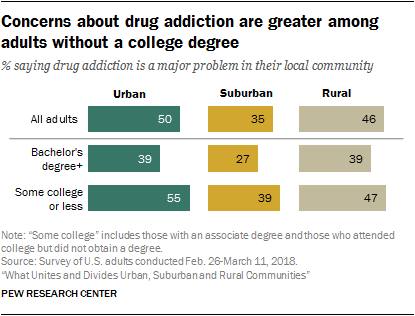 Concerns about drug addiction are greater among
adults without a college degree
% saying drug addiction is a major problem in their local community
Urban Suburban Rural
All adults 50 35 46
Bachelor's
degree+ 39 27 39
Some college
or less 55 39 47
Note: “Some college” includes those with an associate degree and those who attended
college but did not obtain a degree.
Source: Survey of U.S. adults conducted Feb. 26-March 11, 2018.
“What Unites and Divides Urban, Suburban and Rural Communities”
PEW RESEARCH CENTER